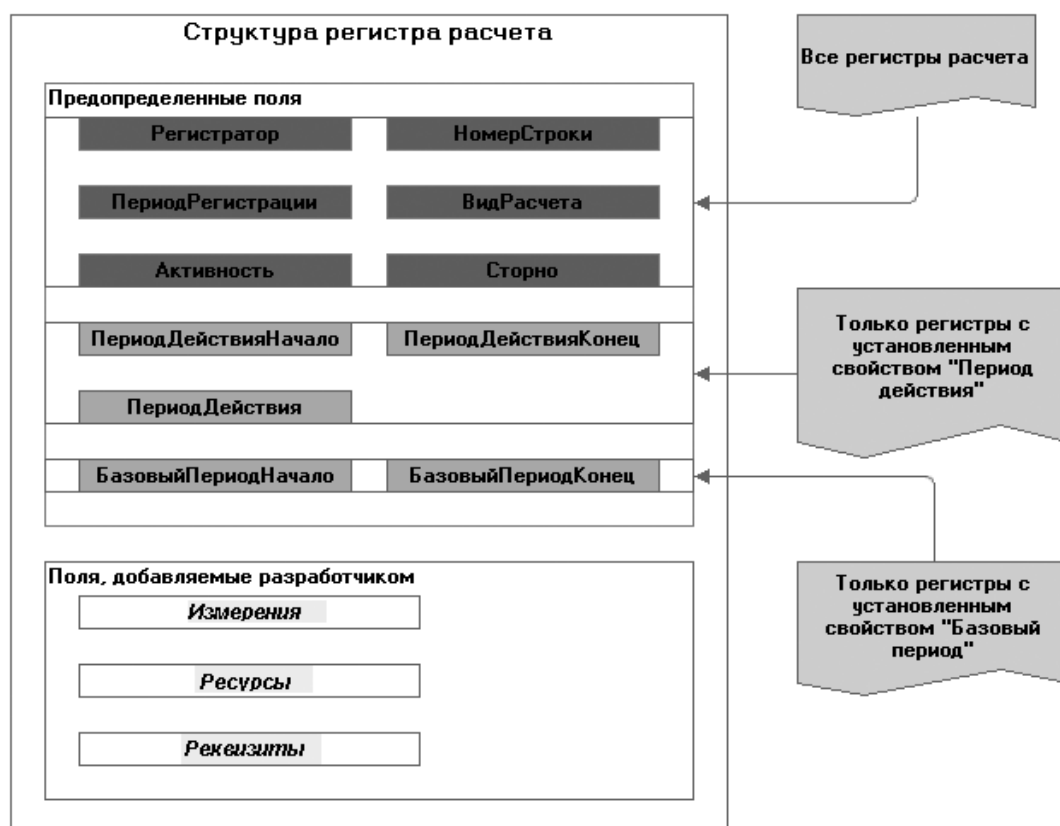 Структура регистра расчета
Все регистры расчета
Предопределенные поля
Регистратор
НомерСтроки
ПериодРегистрации
ВидРасчета
Активность
Сторно
ПериодДействияНачало
ПериодДействияКонец
ПериодДействия
Только регистры с
установленным
свойством "Период
действия"
БазовыйПериодНачало
БазовыйПериодКонец
Поля, добавляемые разработчиком
Измерения
Ресурсы
Реквизиты
Только регистры с
установленным
свойством "Базовый
период"